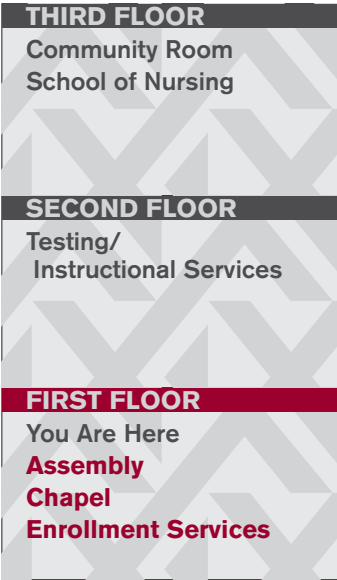 THIRD FLOOR
Community Room
School of Nursing
SECOND FLOOR
Testing/
Instructional Services
FIRST FLOOR
You Are Here
Assembly
Chapel
Enrollment Services